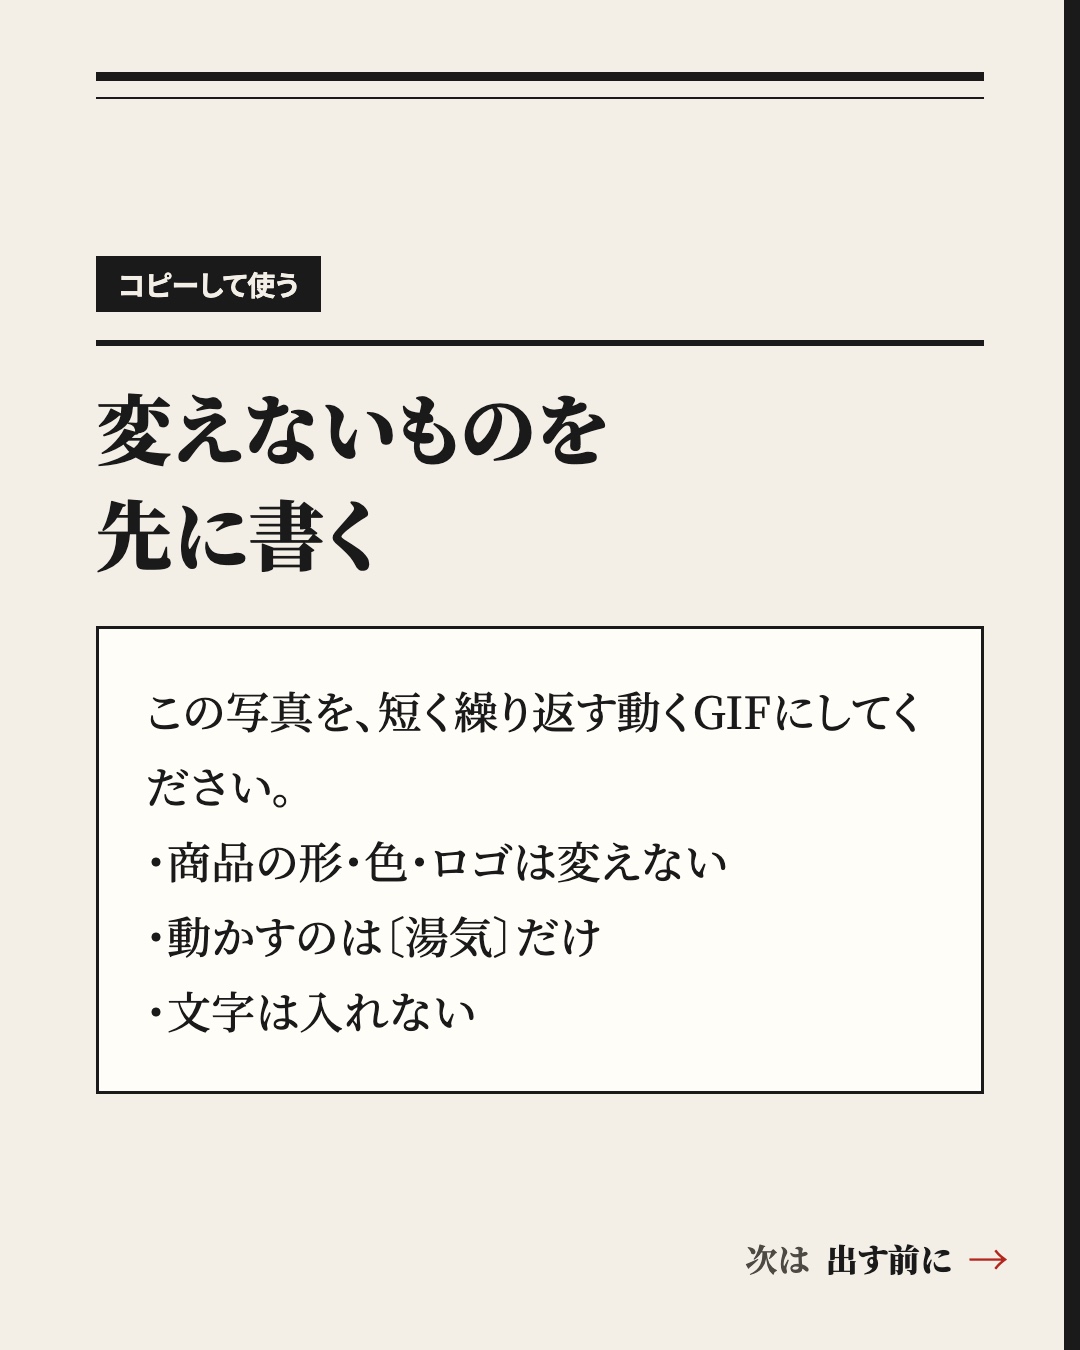 コピーして使う
変えないものを
先に書く
この写真を、短く繰り返す動くGIFにしてく
ださい。
・商品の形・色・ロゴは変えない
・動かすのは〔湯気〕だけ
・文字は入れない
次は 出す前に →